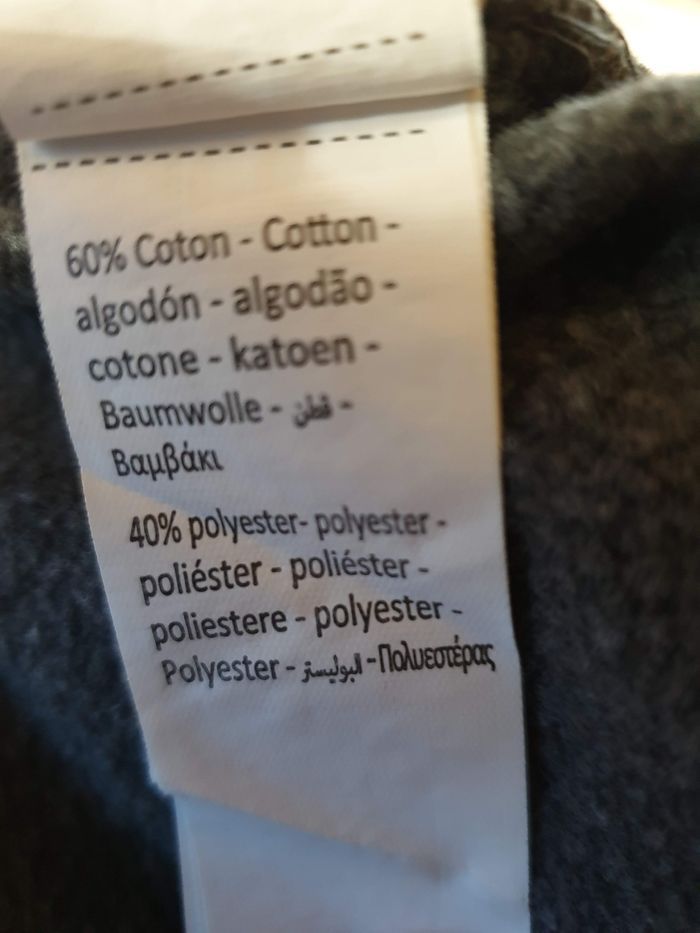 60% Coton - Cotton -
algodón - algodão -
cotone - katoen -
Baumwolle - قطن -
Βαμβάκι
40% polyester- polyester -
poliéster - poliéster -
poliestere - polyester -
Polyester - البوليستر -Πολυεστέρας